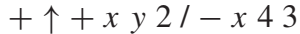 + ↑ + x y 2 / − x 4 3